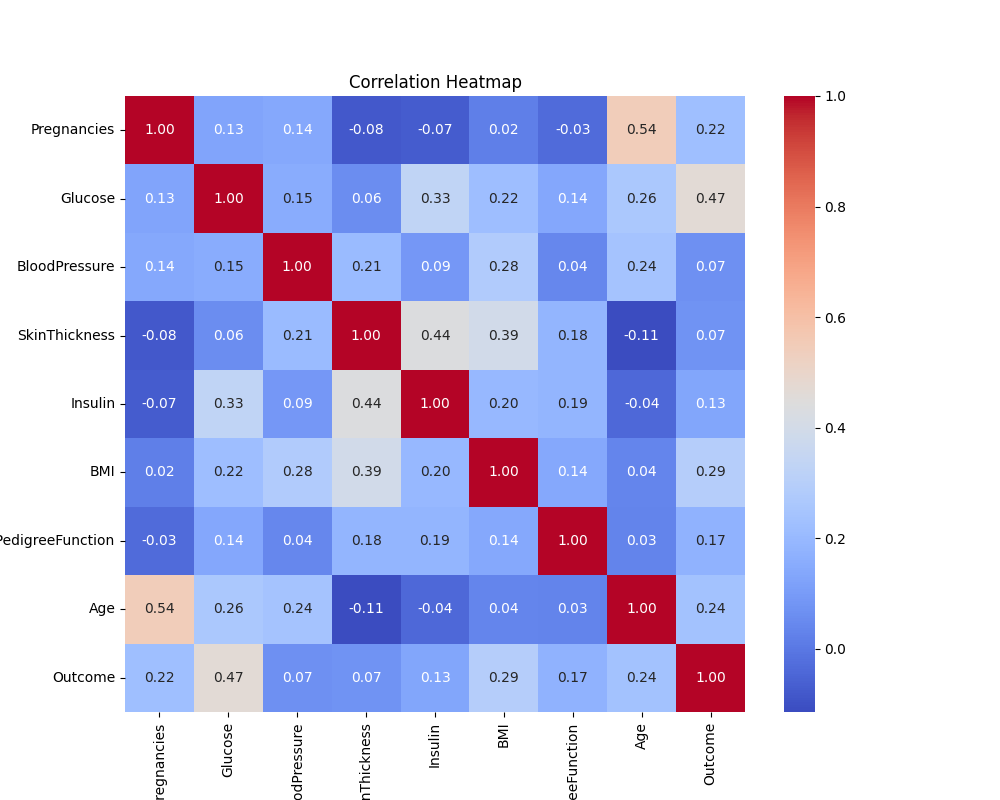 Correlation Heatmap
Pregnancies 1.00 0.13 0.14 -0.08 -0.07 0.02 -0.03 0.54 0.22
Glucose 0.13 1.00 0.15 0.06 0.33 0.22 0.14 0.26 0.47
BloodPressure 0.14 0.15 1.00 0.21 0.09 0.28 0.04 0.24 0.07
SkinThickness -0.08 0.06 0.21 1.00 0.44 0.39 0.18 -0.11 0.07
Insulin -0.07 0.33 0.09 0.44 1.00 0.20 0.19 -0.04 0.13
BMI 0.02 0.22 0.28 0.39 0.20 1.00 0.14 0.04 0.29
PedigreeFunction -0.03 0.14 0.04 0.18 0.19 0.14 1.00 0.03 0.17
Age 0.54 0.26 0.24 -0.11 -0.04 0.04 0.03 1.00 0.24
Outcome 0.22 0.47 0.07 0.07 0.13 0.29 0.17 0.24 1.00
regnancies
Glucose
odPressure
nThickness
Insulin
BMI
eeFunction
Age
Outcome
1.0
0.8
0.6
0.4
0.2
0.0